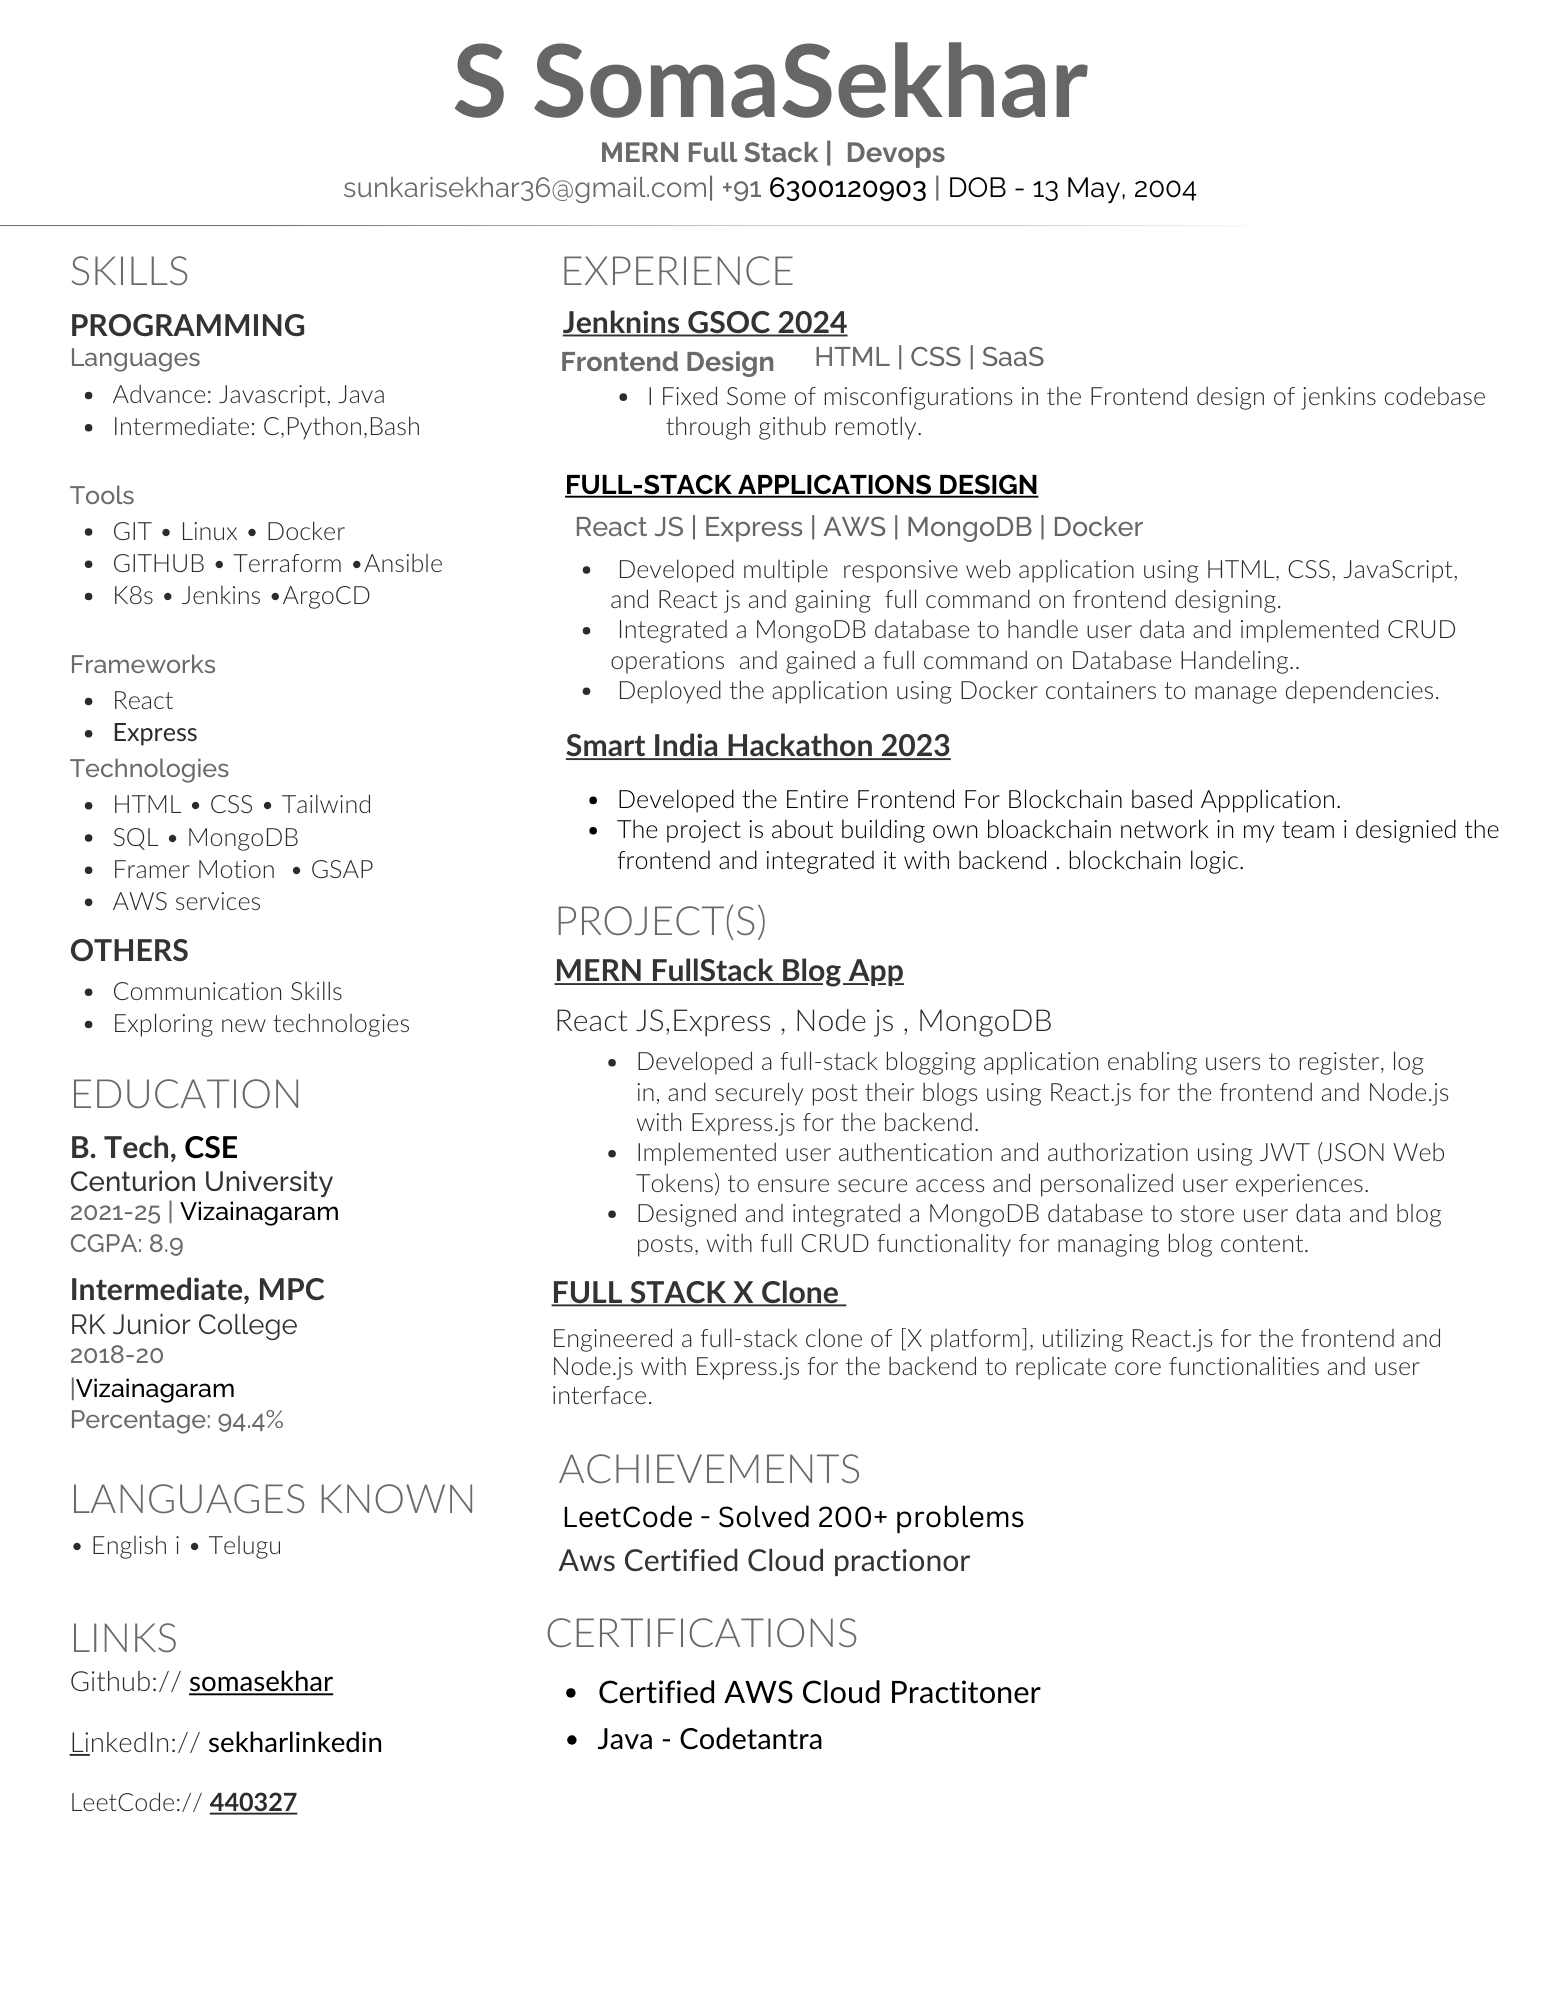 S SomaSekhar
MERN Full Stack | Devops
sunkarisekhar36@gmail.com| +91 6300120903 | DOB - 13 May, 2004
SKILLS
PROGRAMMING
Languages
• Advance: Javascript, Java
• Intermediate: C,Python,Bash
Tools
• GIT • Linux • Docker
• GITHUB • Terraform •Ansible
• K8s • Jenkins •ArgoCD
Frameworks
• React
• Express
Technologies
• HTML • CSS • Tailwind
• SQL • MongoDB
• Framer Motion • GSAP
• AWS services
OTHERS
• Communication Skills
• Exploring new technologies
EDUCATION
B. Tech, CSE
Centurion University
2021-25 | Vizainagaram
CGPA: 8.9
Intermediate, MPC
RK Junior College
2018-20
|Vizainagaram
Percentage: 94.4%
LANGUAGES KNOWN
• English i • Telugu
LINKS
Github:// somasekhar
LinkedIn:// sekharlinkedin
LeetCode:// 440327
EXPERIENCE
Jenknins GSOC 2024
Frontend Design HTML | CSS | SaaS
• I Fixed Some of misconfigurations in the Frontend design of jenkins codebase
through github remotly.
FULL-STACK APPLICATIONS DESIGN
React JS | Express | AWS | MongoDB | Docker
• Developed multiple responsive web application using HTML, CSS, JavaScript,
and React js and gaining full command on frontend designing.
• Integrated a MongoDB database to handle user data and implemented CRUD
operations and gained a full command on Database Handeling..
• Deployed the application using Docker containers to manage dependencies.
Smart India Hackathon 2023
• Developed the Entire Frontend For Blockchain based Appplication.
• The project is about building own bloackchain network in my team i designied the
frontend and integrated it with backend . blockchain logic.
PROJECT(S)
MERN FullStack Blog App
React JS,Express , Node js , MongoDB
• Developed a full-stack blogging application enabling users to register, log
in, and securely post their blogs using React.js for the frontend and Node.js
with Express.js for the backend.
• Implemented user authentication and authorization using JWT (JSON Web
Tokens) to ensure secure access and personalized user experiences.
• Designed and integrated a MongoDB database to store user data and blog
posts, with full CRUD functionality for managing blog content.
FULL STACK X Clone
Engineered a full-stack clone of [X platform], utilizing React.js for the frontend and
Node.js with Express.js for the backend to replicate core functionalities and user
interface.
ACHIEVEMENTS
LeetCode - Solved 200+ problems
Aws Certified Cloud practionor
CERTIFICATIONS
• Certified AWS Cloud Practitoner
• Java - Codetantra